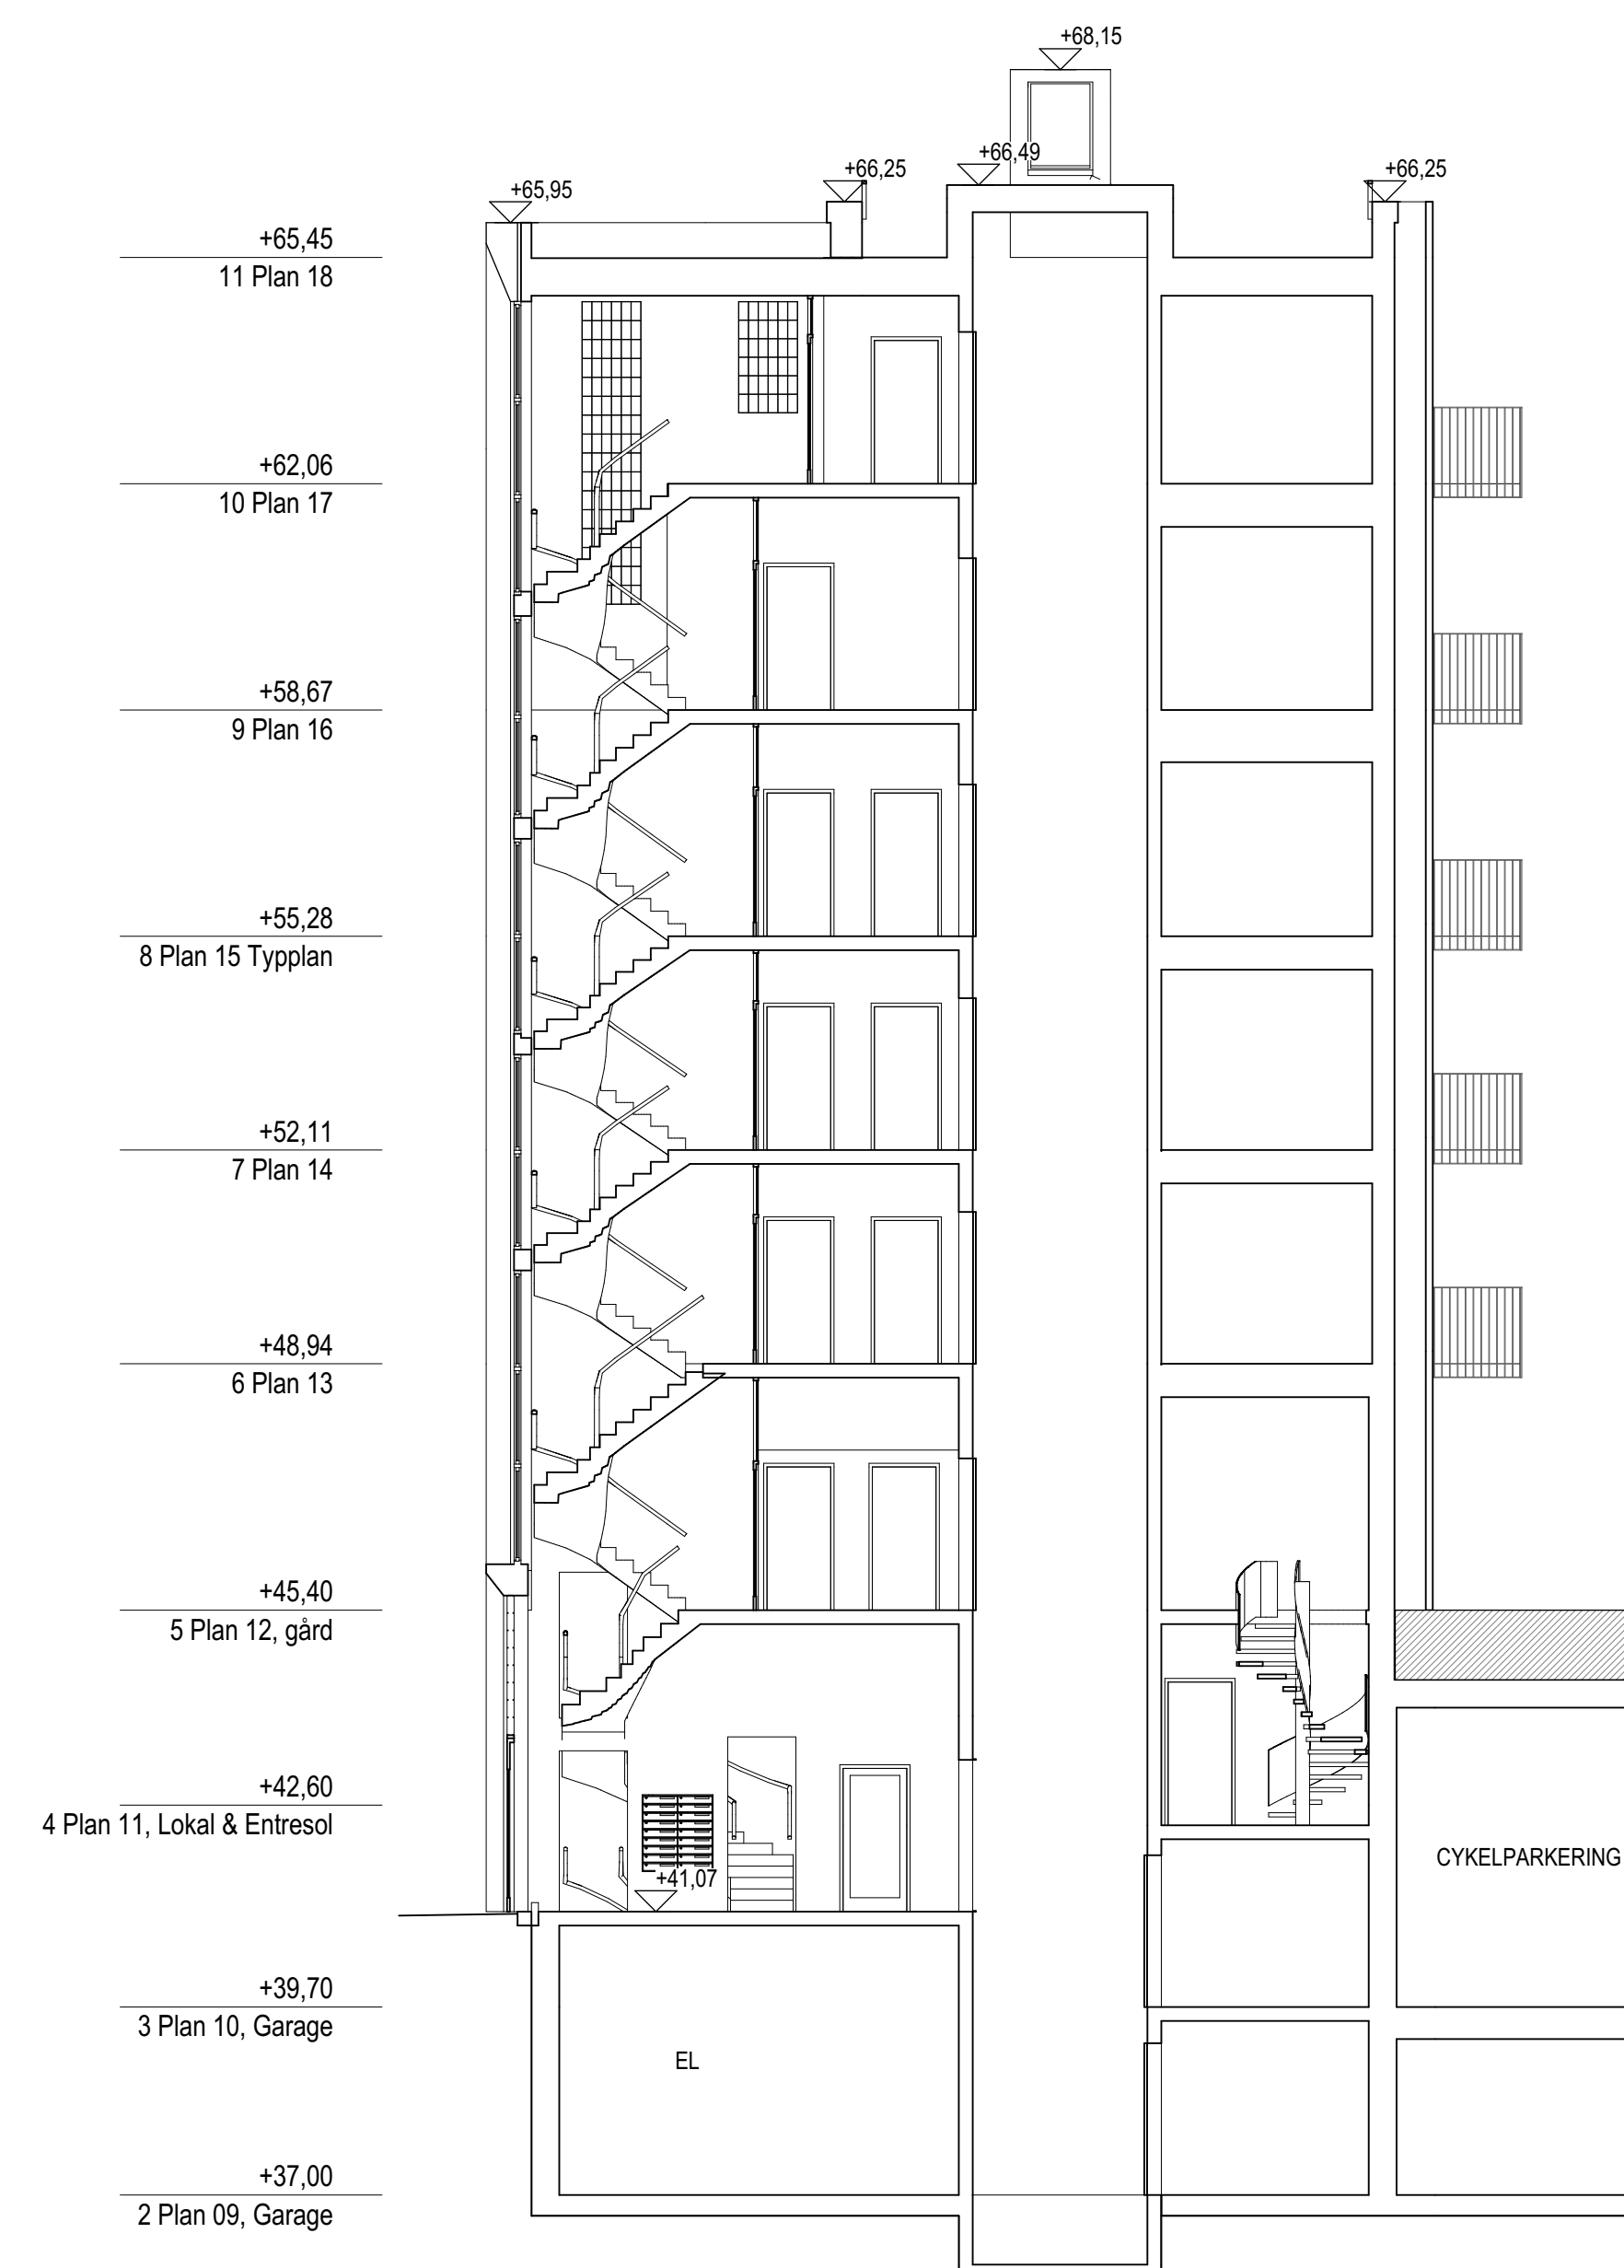 +68,15
+66,49
+66,25
+66,25
+65,95
+65,45
11 Plan 18
+62,06
10 Plan 17
+58,67
9 Plan 16
+55,28
8 Plan 15 Typplan
+52,11
7 Plan 14
+48,94
6 Plan 13
+45,40
5 Plan 12, gård
+42,60
4 Plan 11, Lokal & Entresol
CYKELPARKERING
+41,07
+39,70
3 Plan 10, Garage
EL
+37,00
2 Plan 09, Garage